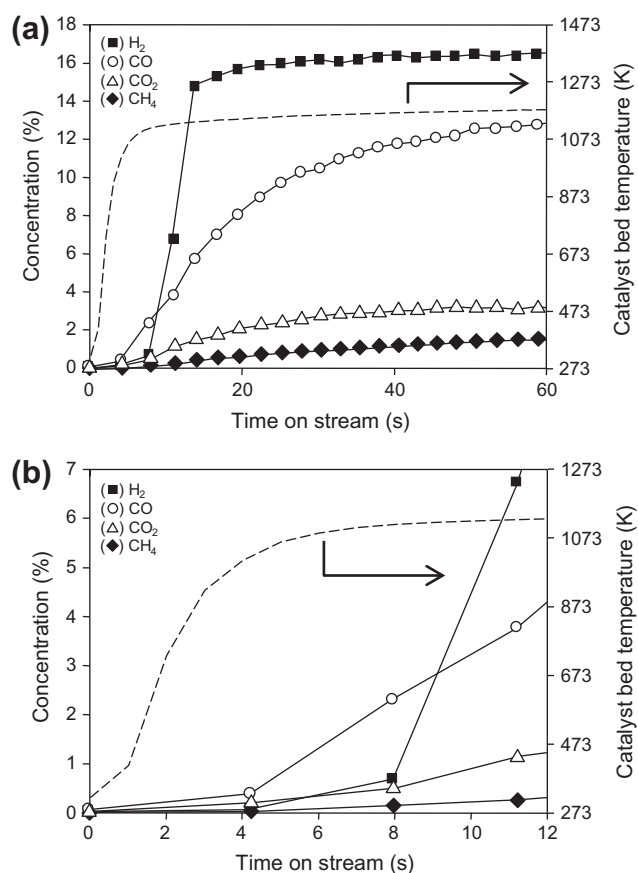 (a)
18
16
14
12
10
8
6
4
2
0
Concentration (%)
(■) H₂
(○) CO
(△) CO₂
(◆) CH₄
1473
1273
1073
873
673
473
273
Catalyst bed temperature (K)
0 20 40 60
Time on stream (s)
(b)
7
6
5
4
3
2
1
0
Concentration (%)
(■) H₂
(○) CO
(△) CO₂
(◆) CH₄
1273
1073
873
673
473
273
Catalyst bed temperature (K)
0 2 4 6 8 10 12
Time on stream (s)